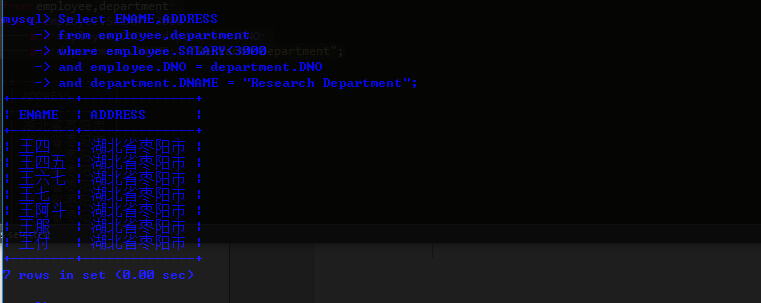 mysql> Select ENAME,ADDRESS
-> from employee,department
-> where employee.SALARY<3000
-> and employee.DNO = department.DNO
-> and department.DNAME = "Research Department";
+--------+--------------+
| ENAME | ADDRESS |
+--------+--------------+
| 王四 | 湖北省枣阳市 |
| 王四五 | 湖北省枣阳市 |
| 王六七 | 湖北省枣阳市 |
| 王七 | 湖北省枣阳市 |
| 王阿斗 | 湖北省枣阳市 |
| 王服 | 湖北省枣阳市 |
| 王付 | 湖北省枣阳市 |
+--------+--------------+
7 rows in set <0.00 sec>